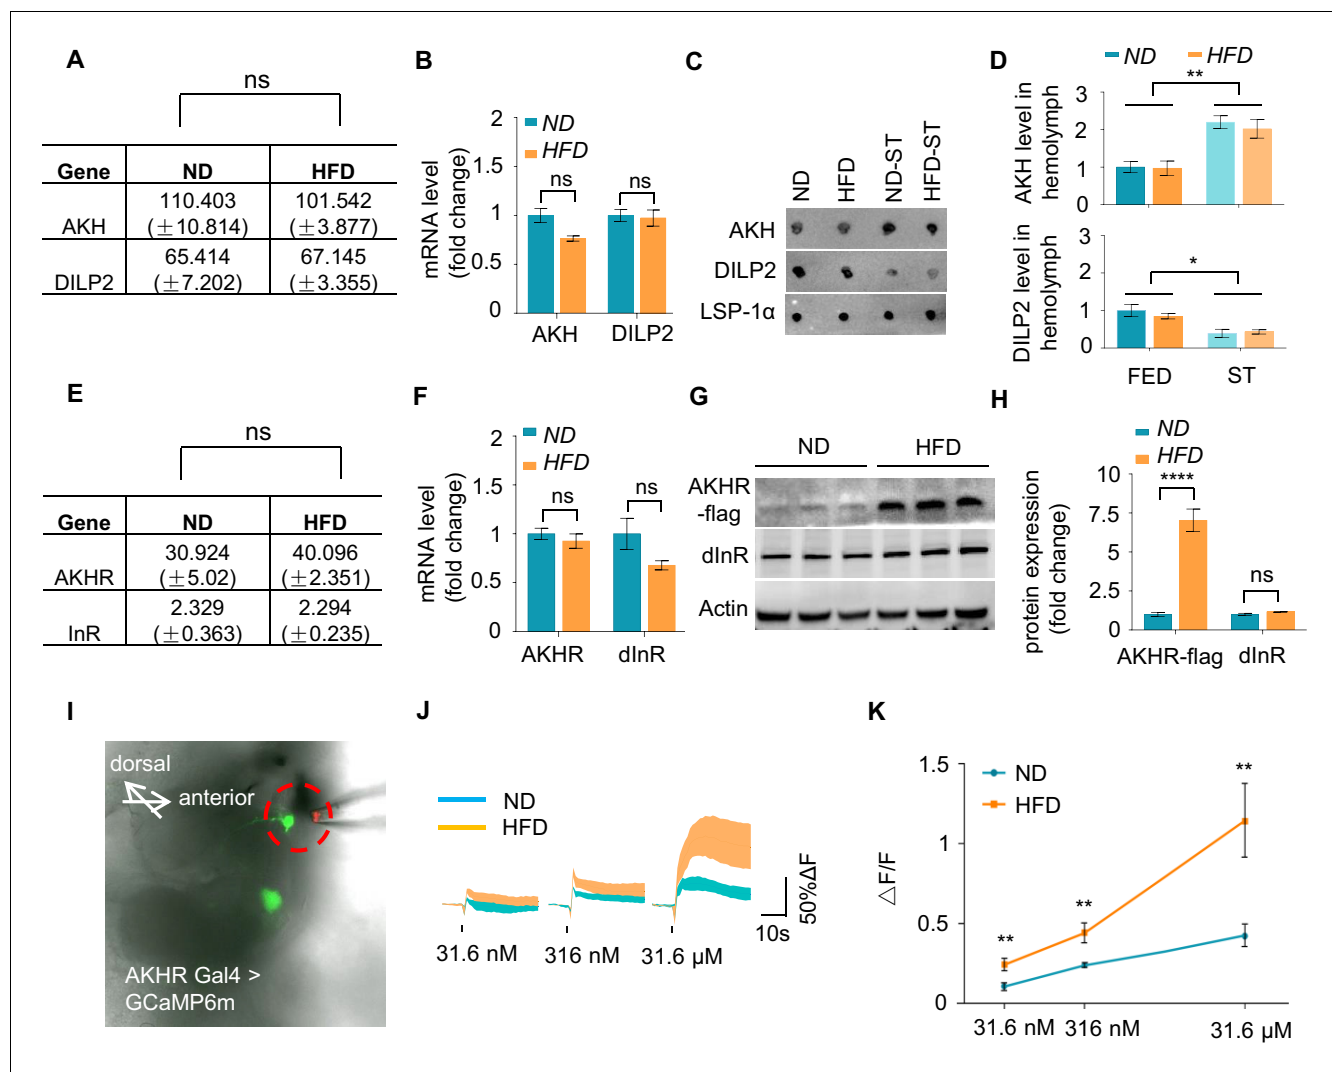 A
ns
Gene ND HFD
AKH 110.403 (±10.814) 101.542 (±3.877)
DILP2 65.414 (±7.202) 67.145 (±3.355)
B
ND
HFD
mRNA level
(fold change)
2
1
0.5
0
ns
ns
AKH DILP2
C
ND HFD ND-ST HFD-ST
AKH
DILP2
LSP-1α
D
ND HFD
AKH level in
hemolymph
3
2
1
0
**
DILP2 level in
hemolymph
3
2
1
0
*
FED ST
E
ns
Gene ND HFD
AKHR 30.924 (±5.02) 40.096 (±2.351)
InR 2.329 (±0.363) 2.294 (±0.235)
F
ND
HFD
mRNA level
(fold change)
2
1
0.5
0
ns
ns
AKHR dInR
G
ND HFD
AKHR
-flag
dInR
Actin
H
ND
HFD
protein expression
(fold change)
10
7.5
5
2.5
0
****
ns
AKHR-flag dInR
I
dorsal
anterior
AKHR Gal4 >
GCaMP6m
J
ND
HFD
50%ΔF
10s
31.6 nM 316 nM 31.6 µM
K
ND
HFD
△F/F
1.5
1
0.5
0
**
**
**
31.6 nM 316 nM 31.6 µM